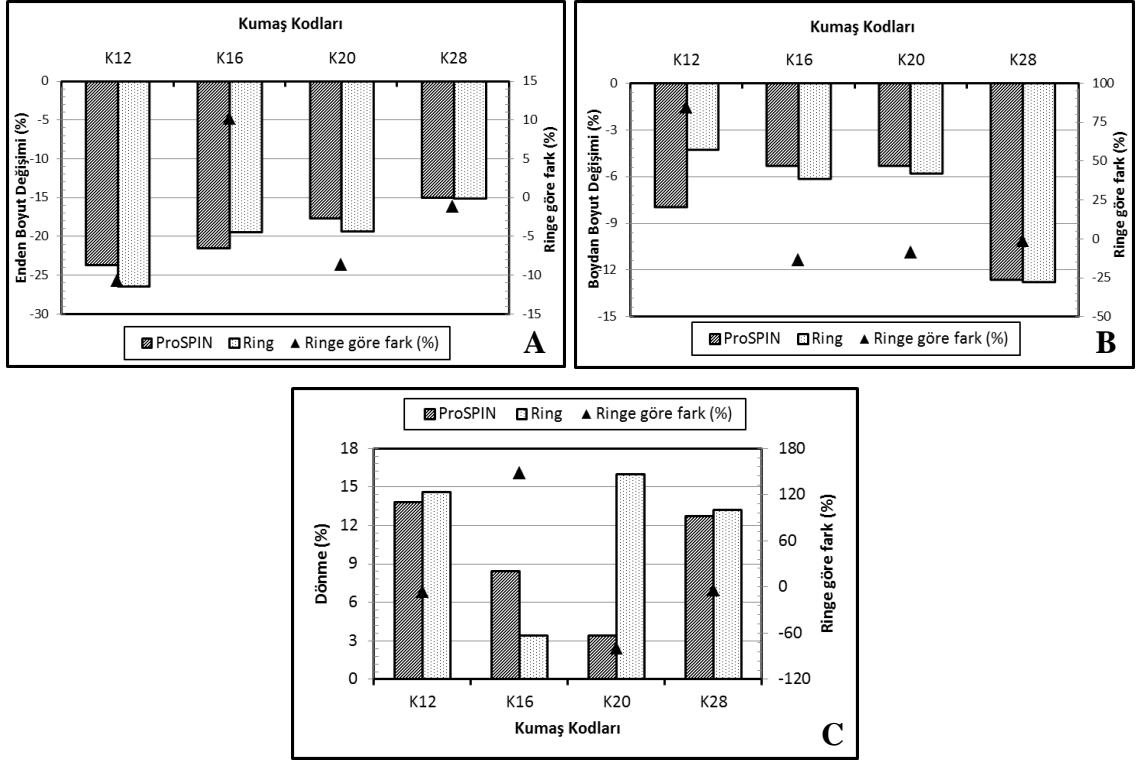 Kumaş Kodları
K12 K16 K20 K28
Enden Boyut Değişimi (%)
0
-5
-10
-15
-20
-25
-30
15
10
5
0
-5
-10
-15
Ringe göre fark (%)
ProSPIN Ring Ringe göre fark (%)
A
Kumaş Kodları
K12 K16 K20 K28
Boydan Boyut Değişimi (%)
0
-3
-6
-9
-12
-15
100
75
50
25
0
-25
-50
Ringe göre fark (%)
ProSPIN Ring Ringe göre fark (%)
B
ProSPIN Ring Ringe göre fark (%)
Dönme (%)
18
15
12
9
6
3
0
180
120
60
0
-60
-120
Ringe göre fark (%)
K12 K16 K20 K28
Kumaş Kodları
C